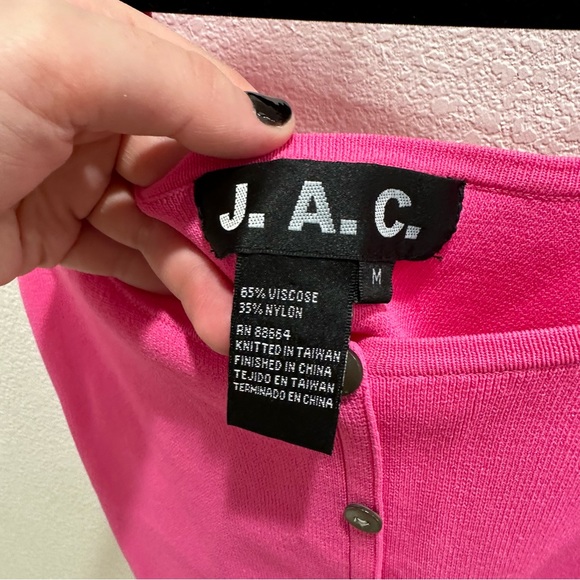 J. A. C.
M
65% VISCOSE
35% NYLON
RN 88664
KNITTED IN TAIWAN
FINISHED IN CHINA
TEJIDO EN TAIWAN
TERMINADO EN CHINA